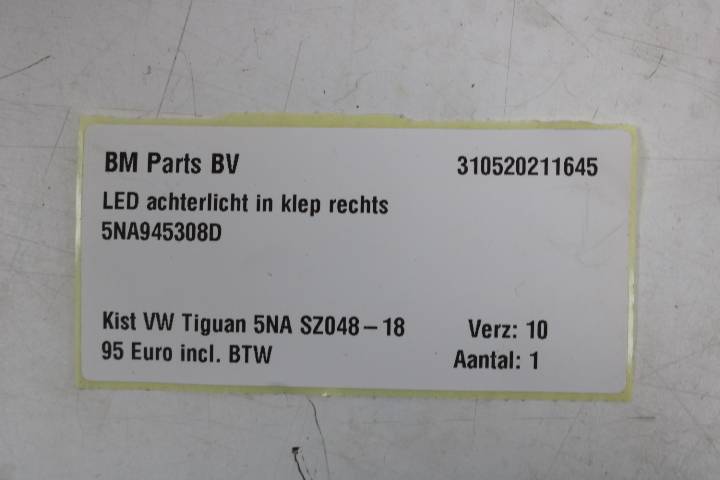 BM Parts BV 310520211645
LED achterlicht in klep rechts
5NA945308D
Kist VW Tiguan 5NA SZ048-18 Verz: 10
95 Euro incl. BTW Aantal: 1